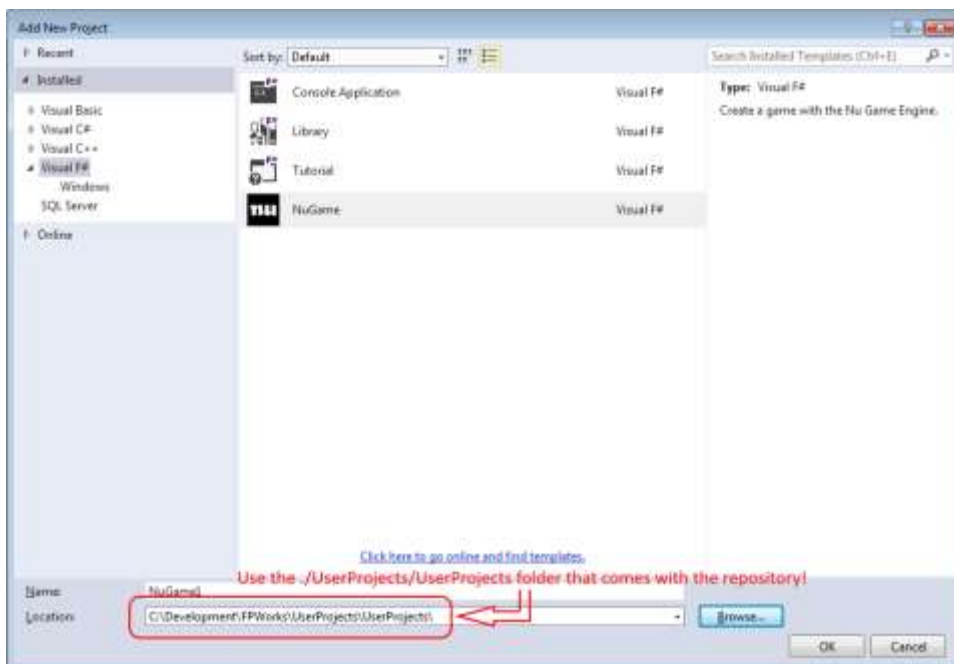 Add New Project
Recent
Installed
Visual Basic
Visual C#
Visual C++
Visual F#
Windows
SQL Server
Online
Sort by: Default
Console Application Visual F#
Library Visual F#
Tutorial Visual F#
NuGame Visual F#
Click here to go online and find templates.
Search Installed Templates (Ctrl+E)
Type: Visual F#
Create a game with the Nu Game Engine.
Use the ./UserProjects/UserProjects folder that comes with the repository!
Name: NuGame1
Location: C:\Development\FPWorks\UserProjects\UserProjects\
Browse...
OK Cancel